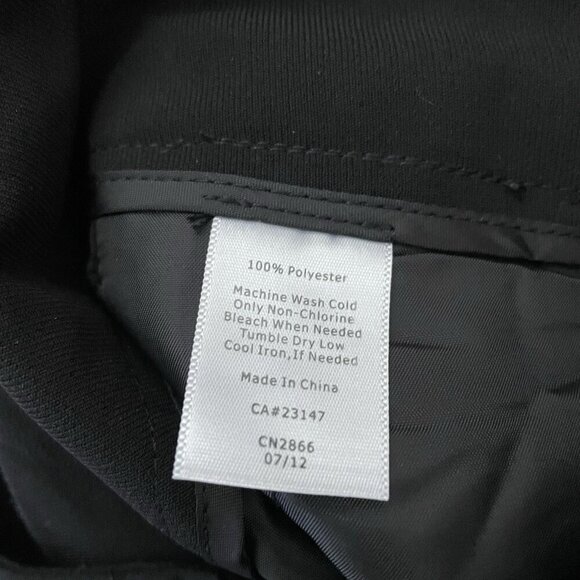 100% Polyester
Machine Wash Cold
Only Non-Chlorine
Bleach When Needed
Tumble Dry Low
Cool Iron,If Needed
Made In China
CA#23147
CN2866
07/12